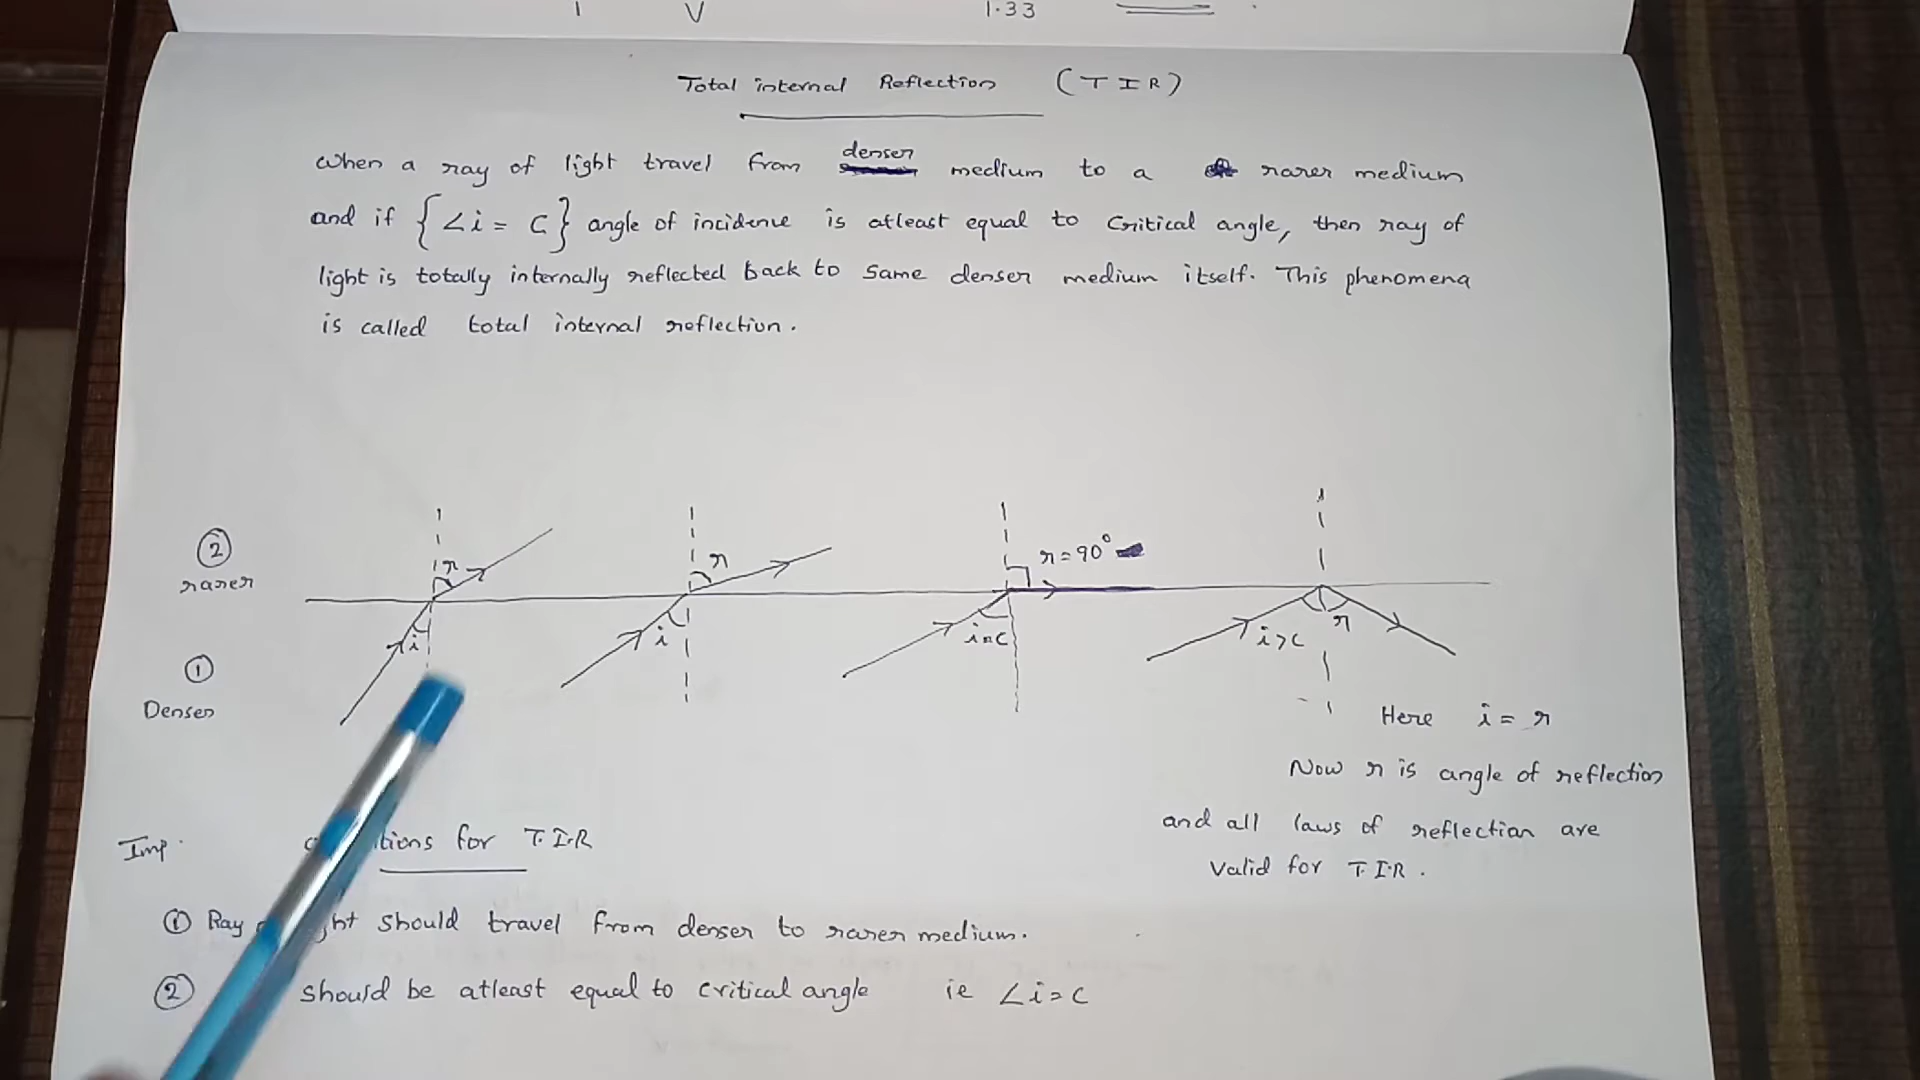 1 V 1.33
Total internal Reflection (TIR)
When a ray of light travel from denser medium to a rarer medium
and if {∠i = C} angle of incidence is atleast equal to Critical angle, then ray of
light is totally internally reflected back to same denser medium itself. This phenomena
is called total internal reflection.
② rarer
r
r
r = 90°
① Denser
i
i
i=C
i>C
r
Here i = r
Now r is angle of reflection
and all laws of reflection are
Valid for T.I.R.
Imp. for T.I.R
① Ray should travel from denser to rarer medium.
② should be atleast equal to critical angle ie ∠i=C